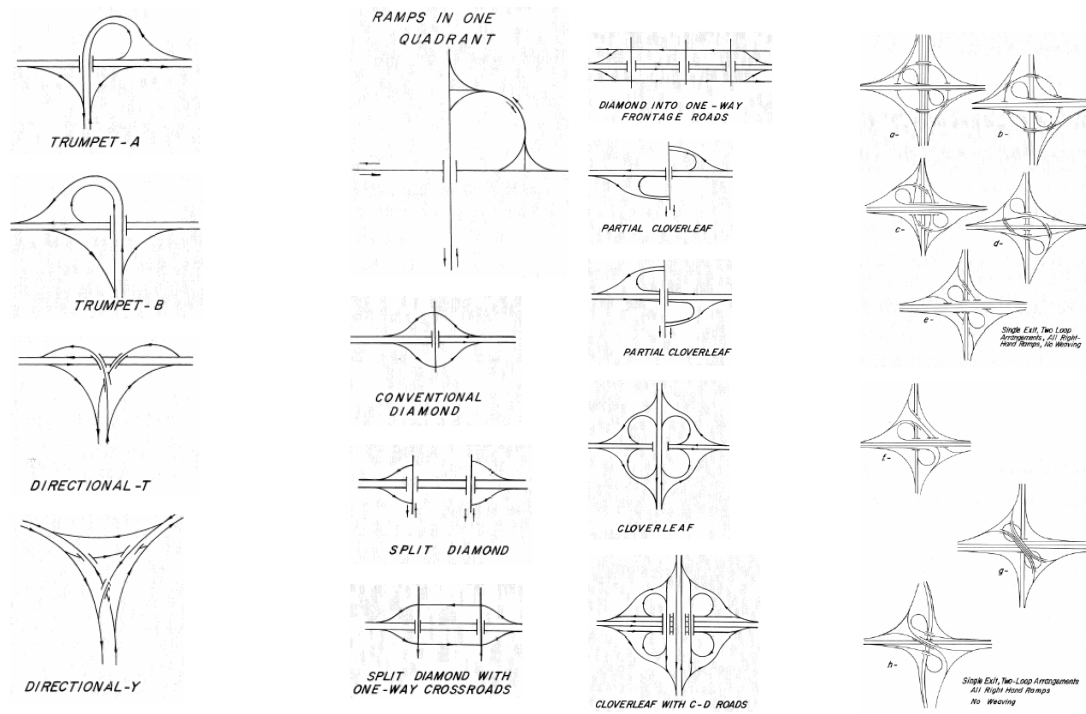 TRUMPET-A
TRUMPET-B
DIRECTIONAL-T
DIRECTIONAL-Y
RAMPS IN ONE
QUADRANT
CONVENTIONAL
DIAMOND
SPLIT DIAMOND
SPLIT DIAMOND WITH
ONE-WAY CROSSROADS
DIAMOND INTO ONE-WAY
FRONTAGE ROADS
PARTIAL CLOVERLEAF
PARTIAL CLOVERLEAF
CLOVERLEAF
CLOVERLEAF WITH C-D ROADS
a-
b-
c-
d-
e-
Single Exit, Two Loop
Arrangements, All Right-
Hand Ramps, No Weaving
f-
g-
h-
Single Exit, Two-Loop Arrangements
All Right Hand Ramps
No Weaving